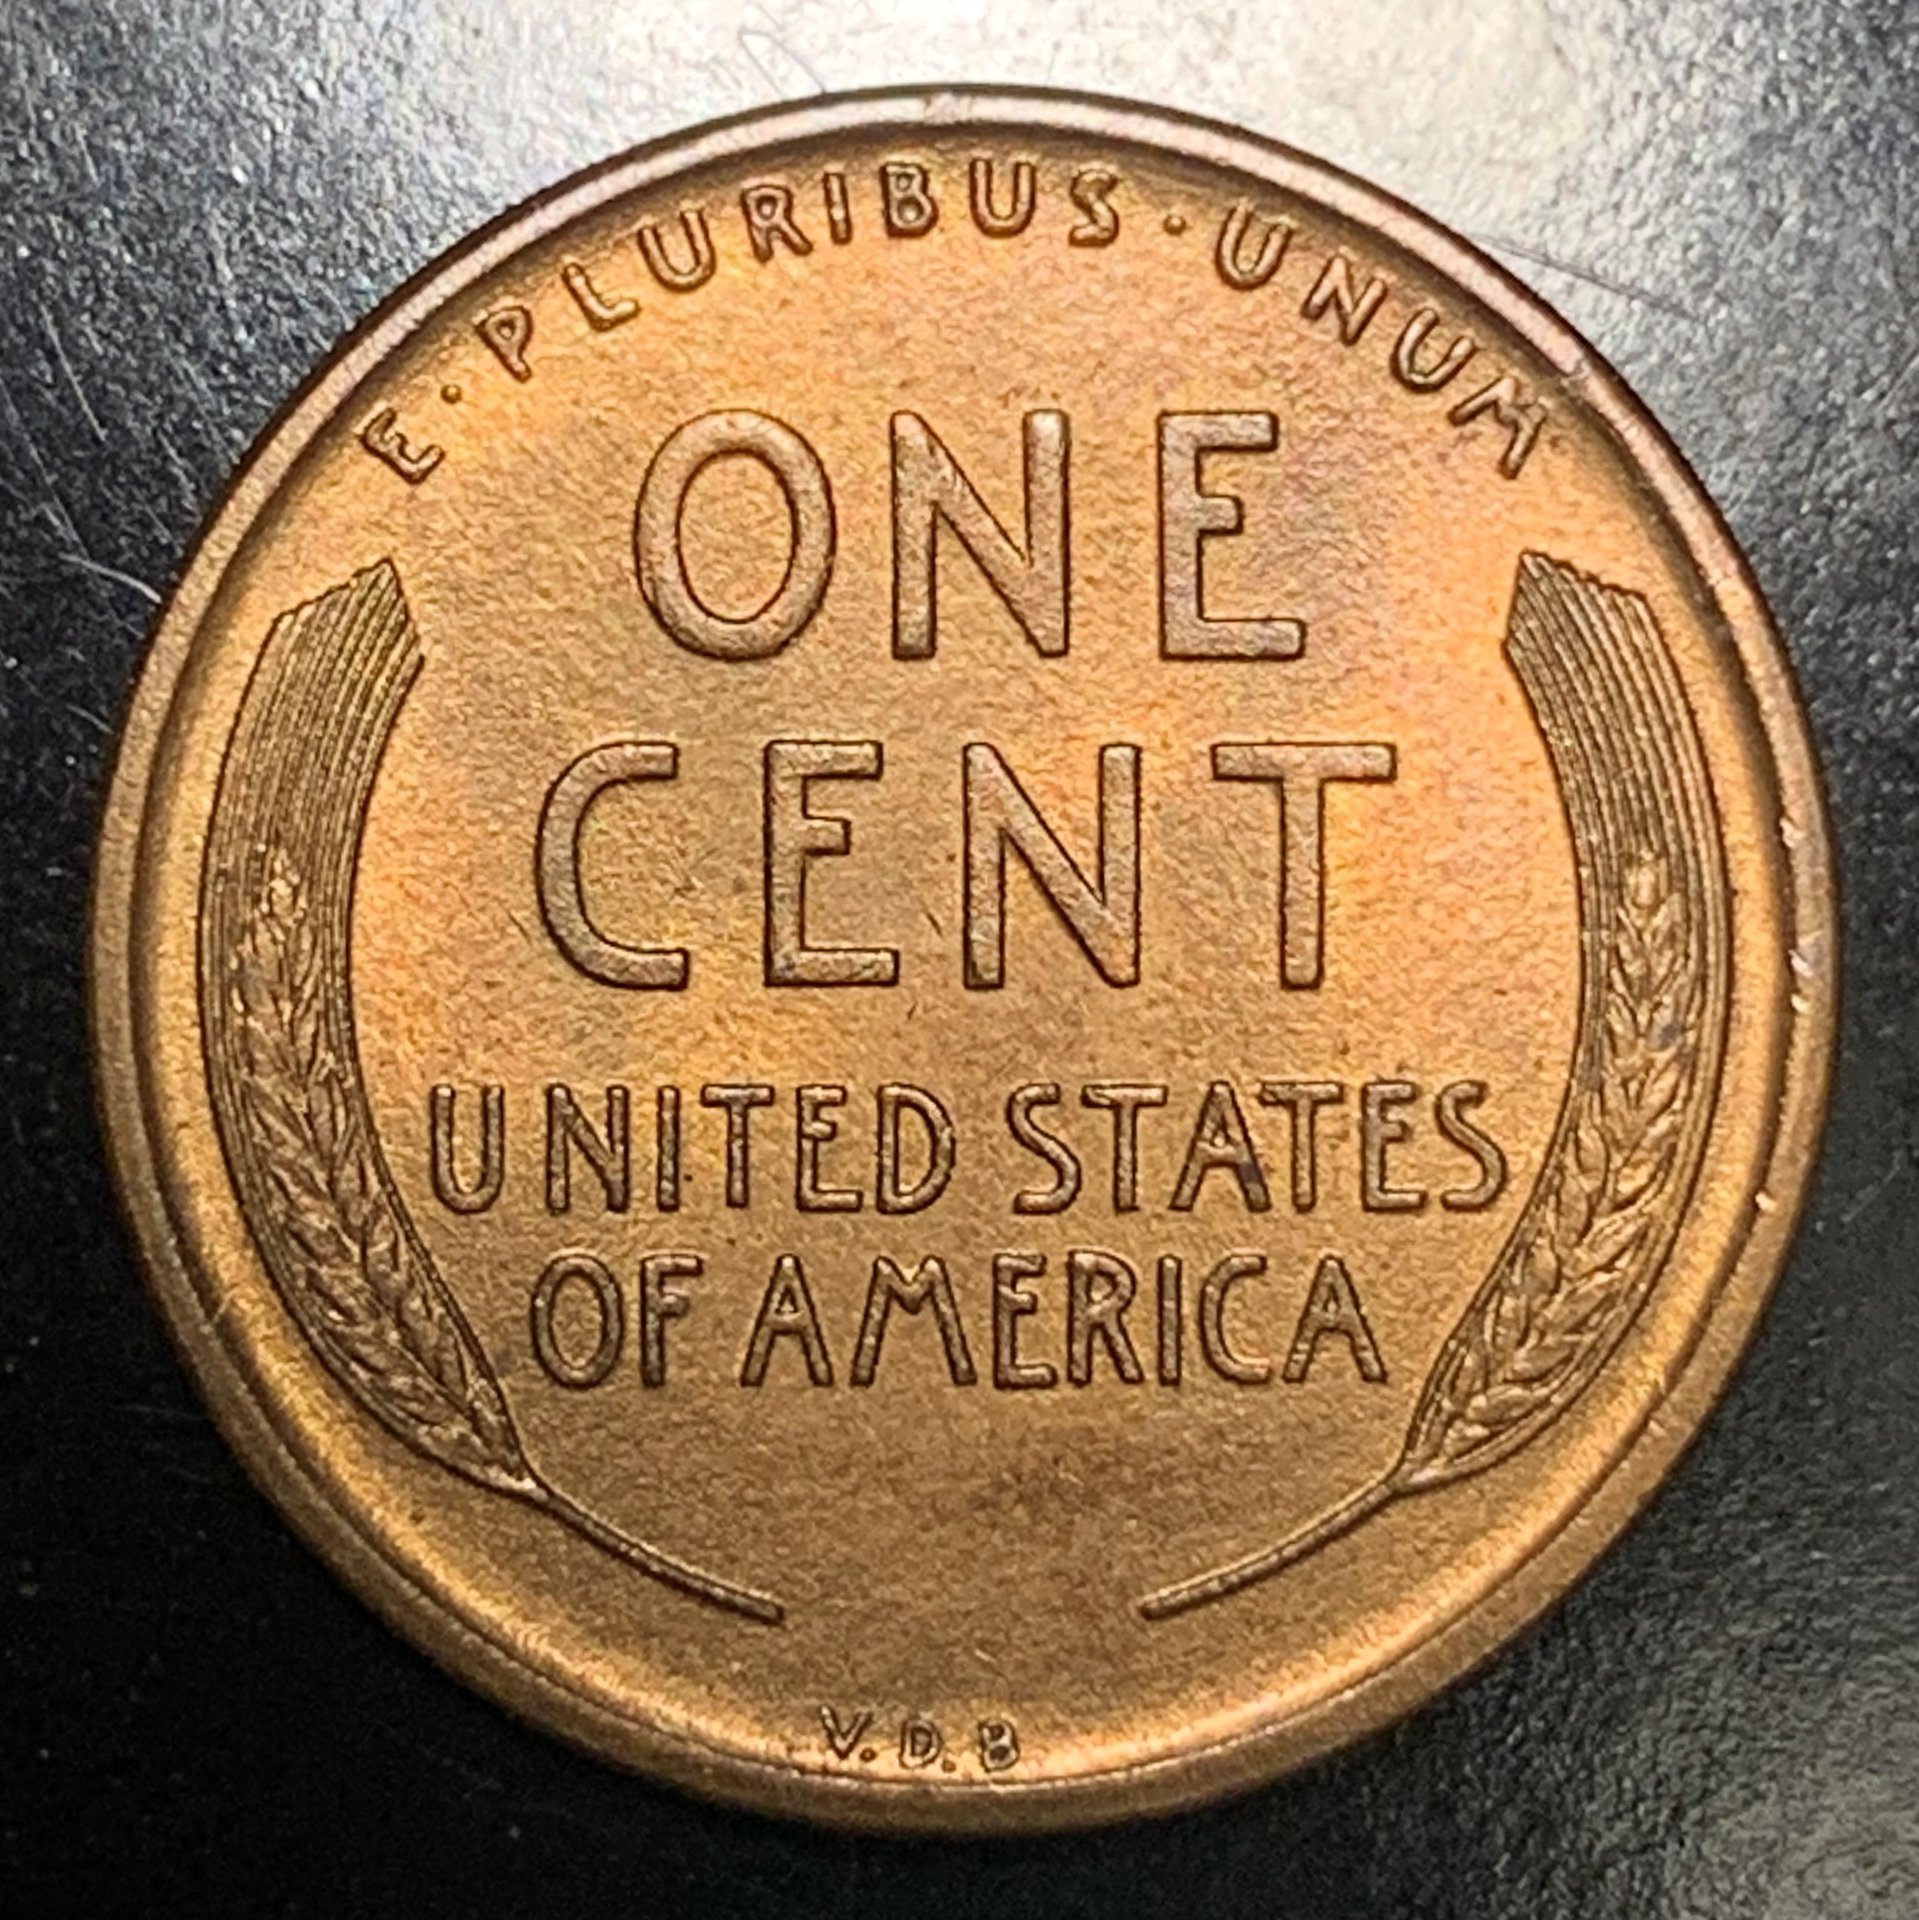 E · PLURIBUS · UNUM
ONE
CENT
UNITED STATES
OF AMERICA
V.D.B